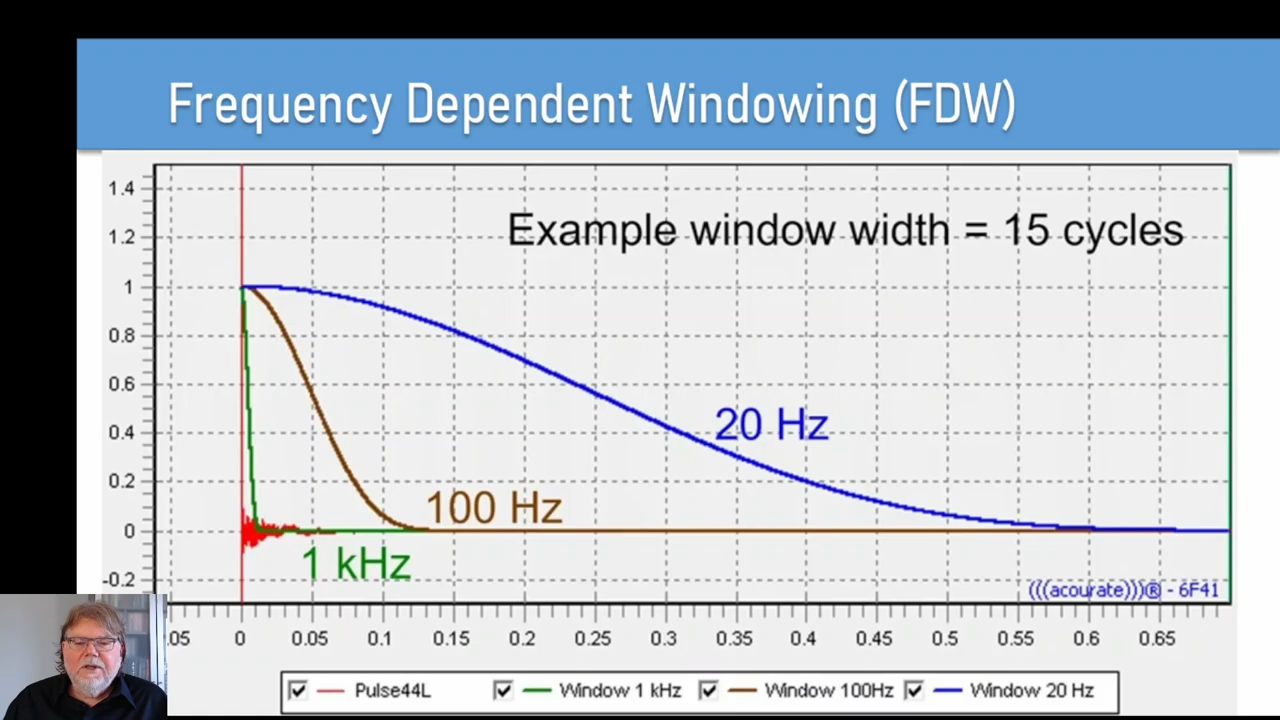 Frequency Dependent Windowing (FDW)
1.4
Example window width = 15 cycles
1.2
1
0.8
0.6
0.4
20 Hz
0.2
100 Hz
0
1 kHz
-0.2
(((acourate)))® - 6F41
.05 0 0.05 0.1 0.15 0.2 0.25 0.3 0.35 0.4 0.45 0.5 0.55 0.6 0.65
Pulse44L Window 1 kHz Window 100Hz Window 20 Hz